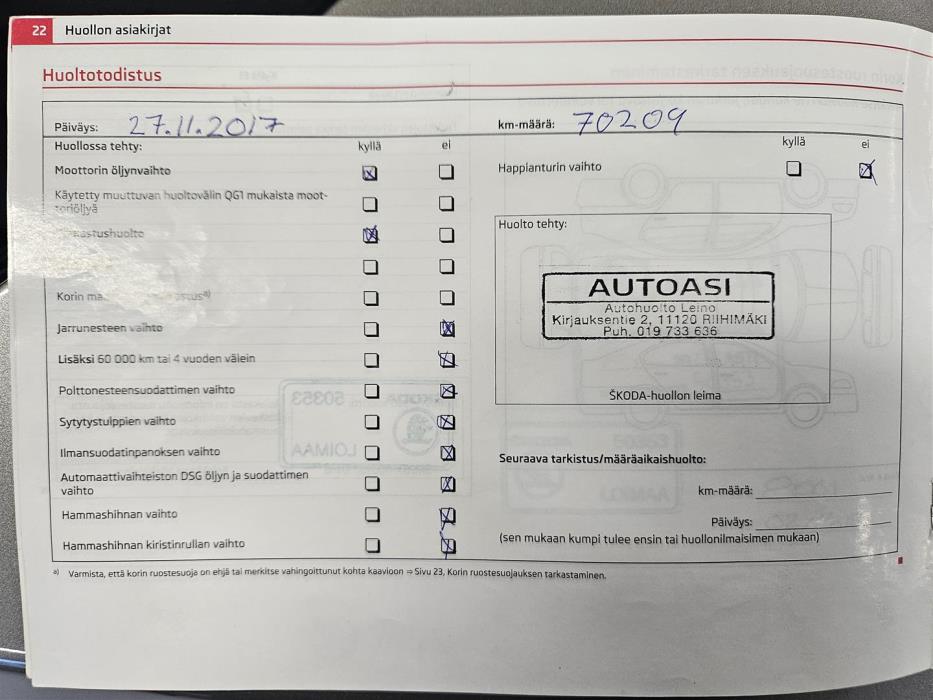 22 Huollon asiakirjat
Huoltotodistus
Päiväys: 27.11.2017 km-määrä: 70209
Huollossa tehty: kyllä ei kyllä ei
Moottorin öljynvaihto Happianturin vaihto
Käytetty muuttuvan huoltovälin QG1 mukaista moot-
toriöljyä
Huolto tehty:
Korin
AUTOASI
Autohuolto Leino
Kirjauksentie 2, 11120 RIIHIMÄKI
Puh. 019 733 636
Jarrunesteen vaihto
Lisäksi 60 000 km tai 4 vuoden välein
Polttonesteensuodattimen vaihto
ŠKODA-huollon leima
Sytytystulppien vaihto
Ilmansuodatinpanoksen vaihto
Seuraava tarkistus/määräaikaishuolto:
Automaattivaihteiston DSG öljyn ja suodattimen
vaihto
km-määrä:
Hammashihnan vaihto
Päiväys:
Hammashihnan kiristinrullan vaihto
(sen mukaan kumpi tulee ensin tai huollonilmaisimen mukaan)
a) Varmista, että korin ruostesuoja on ehjä tai merkitse vahingoittunut kohta kaavioon ⇒ Sivu 23, Korin ruostesuojauksen tarkastaminen.